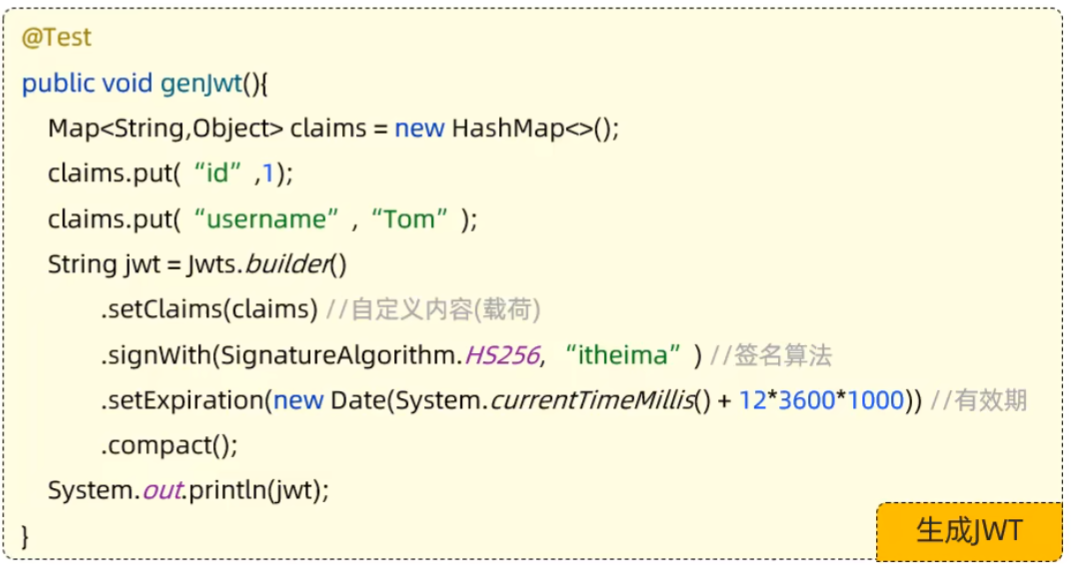 @Test
public void genJwt(){
Map<String,Object> claims = new HashMap<>();
claims.put( “id” ,1);
claims.put( “username” , “Tom” );
String jwt = Jwts.builder()
.setClaims(claims) //自定义内容(载荷)
.signWith(SignatureAlgorithm.HS256, “itheima” ) //签名算法
.setExpiration(new Date(System.currentTimeMillis() + 12*3600*1000)) //有效期
.compact();
System.out.println(jwt);
}
生成JWT